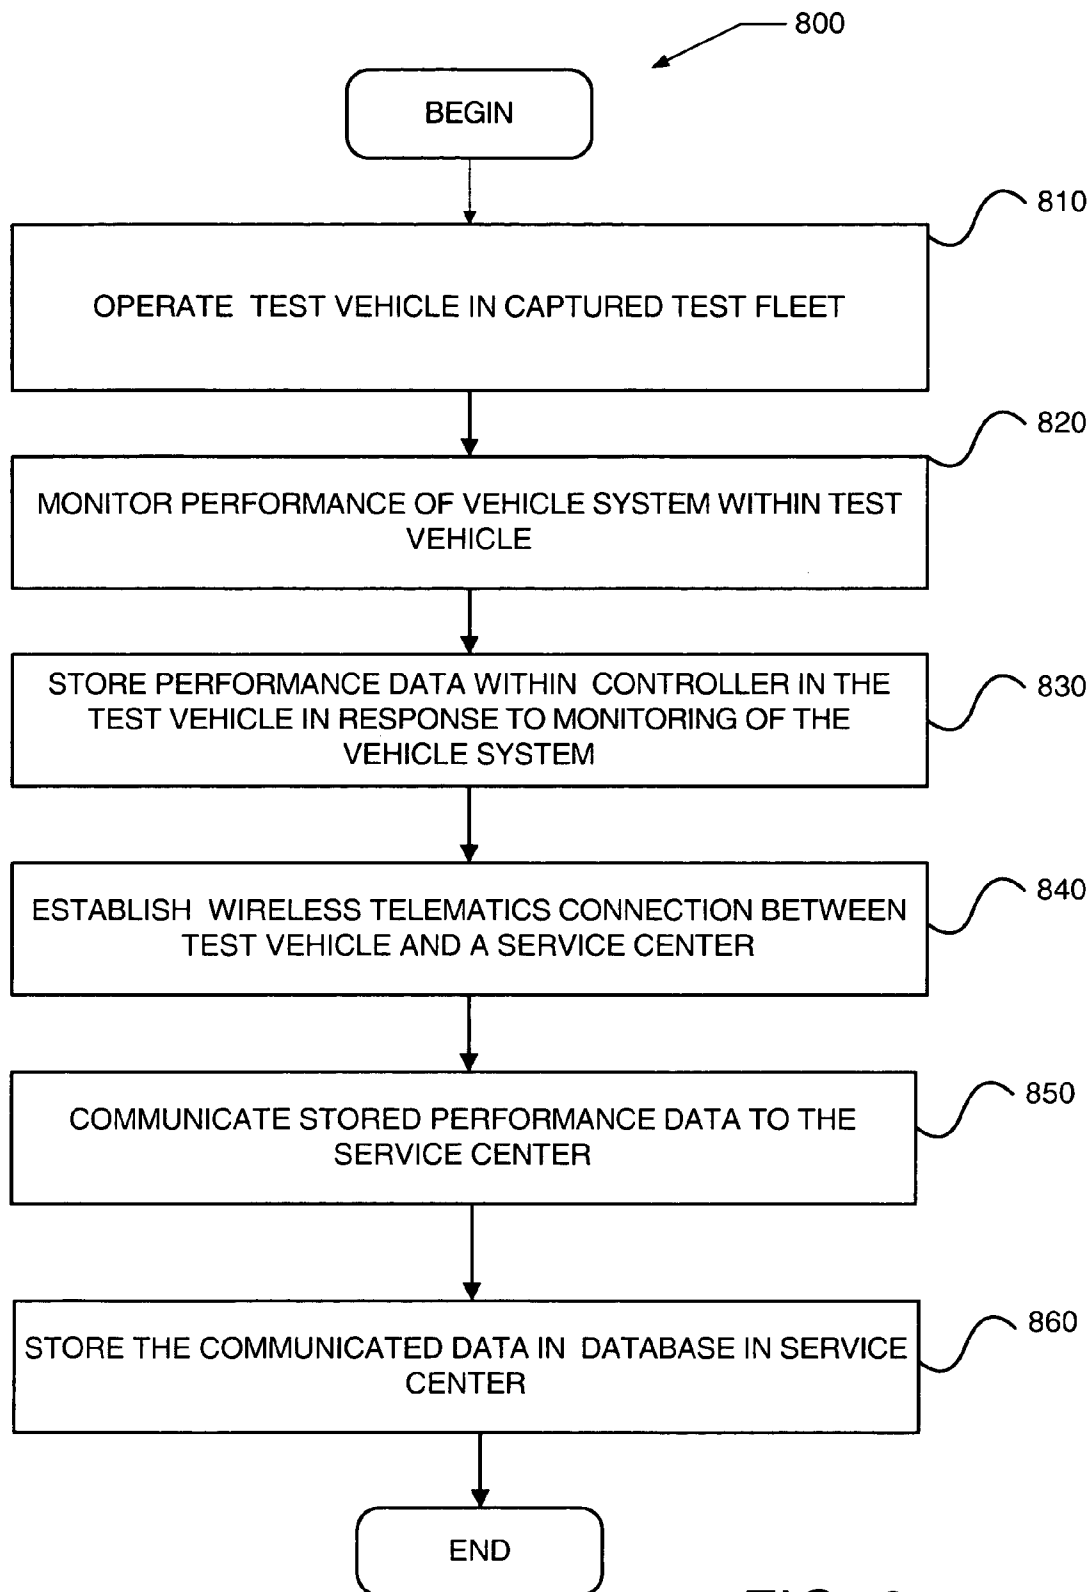 800
BEGIN
810
OPERATE TEST VEHICLE IN CAPTURED TEST FLEET
820
MONITOR PERFORMANCE OF VEHICLE SYSTEM WITHIN TEST
VEHICLE
830
STORE PERFORMANCE DATA WITHIN CONTROLLER IN THE
TEST VEHICLE IN RESPONSE TO MONITORING OF THE
VEHICLE SYSTEM
840
ESTABLISH WIRELESS TELEMATICS CONNECTION BETWEEN
TEST VEHICLE AND A SERVICE CENTER
850
COMMUNICATE STORED PERFORMANCE DATA TO THE
SERVICE CENTER
860
STORE THE COMMUNICATED DATA IN DATABASE IN SERVICE
CENTER
END